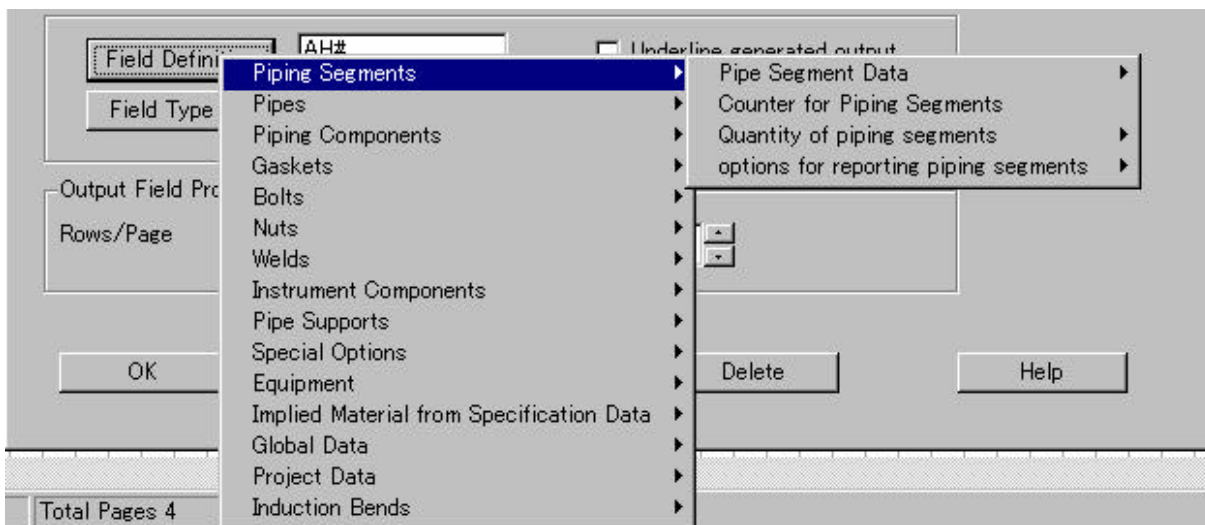 Field Defini
AH#
Underline generated output
Field Type
Piping Segments
Pipes
Piping Components
Gaskets
Bolts
Nuts
Welds
Instrument Components
Pipe Supports
Special Options
Equipment
Implied Material from Specification Data
Global Data
Project Data
Induction Bends
Pipe Segment Data
Counter for Piping Segments
Quantity of piping segments
options for reporting piping segments
Output Field Pro
Rows/Page
OK
Delete
Help
Total Pages 4